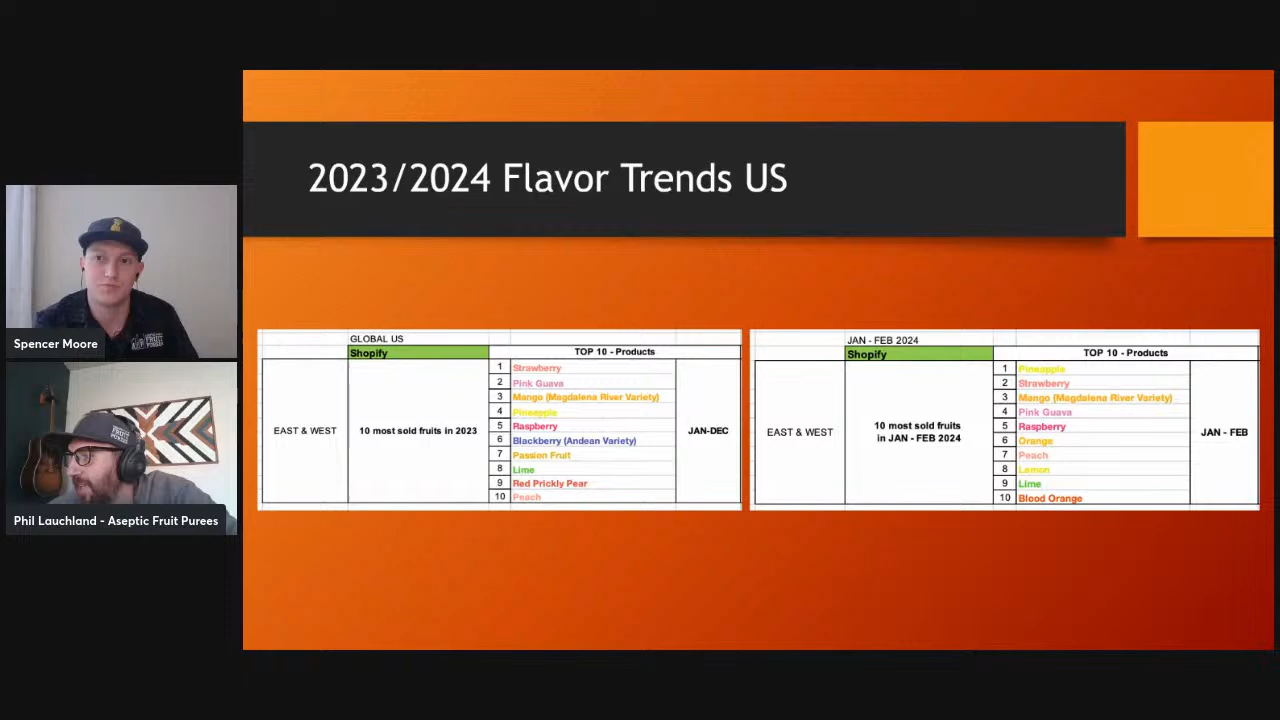 2023/2024 Flavor Trends US
Spencer Moore
Phil Lauchland - Aseptic Fruit Purees
GLOBAL US
Shopify
TOP 10 - Products
EAST & WEST
10 most sold fruits in 2023
1 Strawberry
2 Pink Guava
3 Mango (Magdalena River Variety)
4 Pineapple
5 Raspberry
6 Blackberry (Andean Variety)
7 Passion Fruit
8 Lime
9 Red Prickly Pear
10 Peach
JAN-DEC
JAN - FEB 2024
Shopify
TOP 10 - Products
EAST & WEST
10 most sold fruits
in JAN - FEB 2024
1 Pineapple
2 Strawberry
3 Mango (Magdalena River Variety)
4 Pink Guava
5 Raspberry
6 Orange
7 Peach
8 Lemon
9 Lime
10 Blood Orange
JAN - FEB